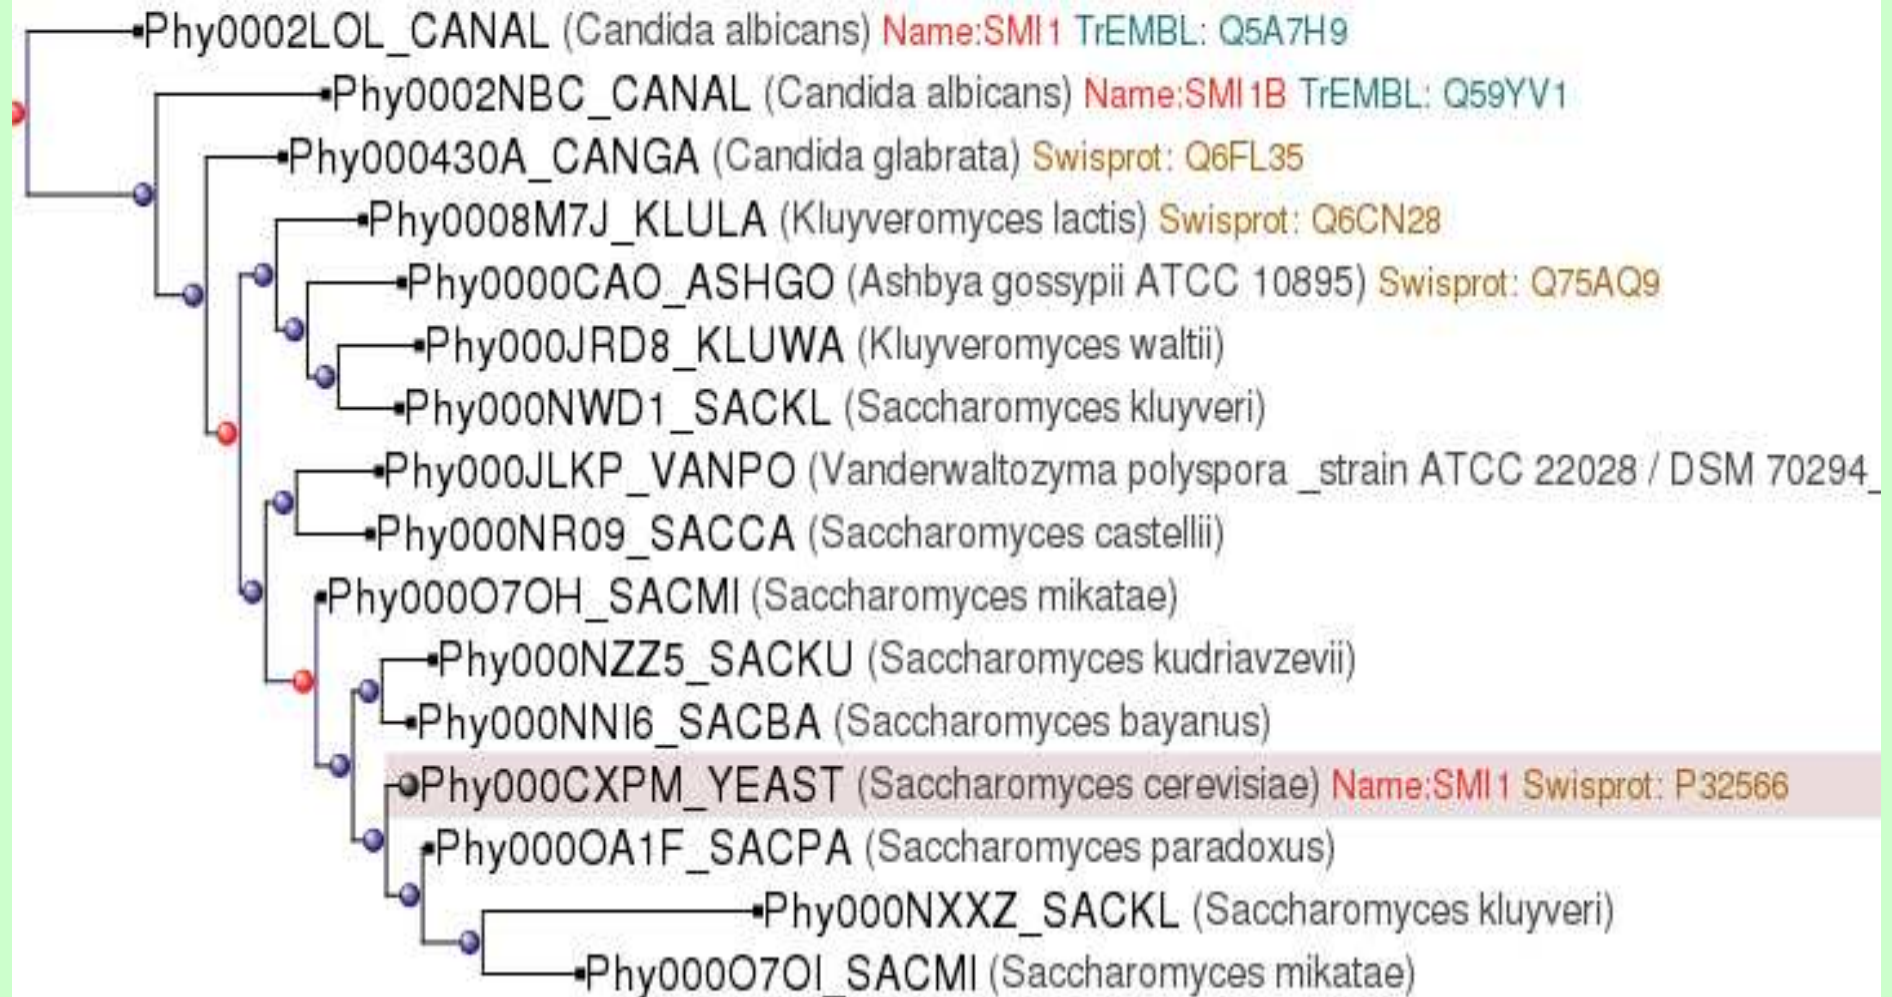 Phy0002LOL_CANAL (Candida albicans) Name:SMI1 TrEMBL: Q5A7H9
Phy0002NBC_CANAL (Candida albicans) Name:SMI1B TrEMBL: Q59YV1
Phy000430A_CANGA (Candida glabrata) Swisprot: Q6FL35
Phy0008M7J_KLULA (Kluyveromyces lactis) Swisprot: Q6CN28
Phy0000CAO_ASHGO (Ashbya gossypii ATCC 10895) Swisprot: Q75AQ9
Phy000JRD8_KLUWA (Kluyveromyces waltii)
Phy000NWD1_SACKL (Saccharomyces kluyveri)
Phy000JLKP_VANPO (Vanderwaltozyma polyspora _strain ATCC 22028 / DSM 70294_
Phy000NR09_SACCA (Saccharomyces castellii)
Phy000O7OH_SACMI (Saccharomyces mikatae)
Phy000NZZ5_SACKU (Saccharomyces kudriavzevii)
Phy000NNI6_SACBA (Saccharomyces bayanus)
Phy000CXPM_YEAST (Saccharomyces cerevisiae) Name:SMI1 Swisprot: P32566
Phy000OA1F_SACPA (Saccharomyces paradoxus)
Phy000NXXZ_SACKL (Saccharomyces kluyveri)
Phy000O7OI_SACMI (Saccharomyces mikatae)